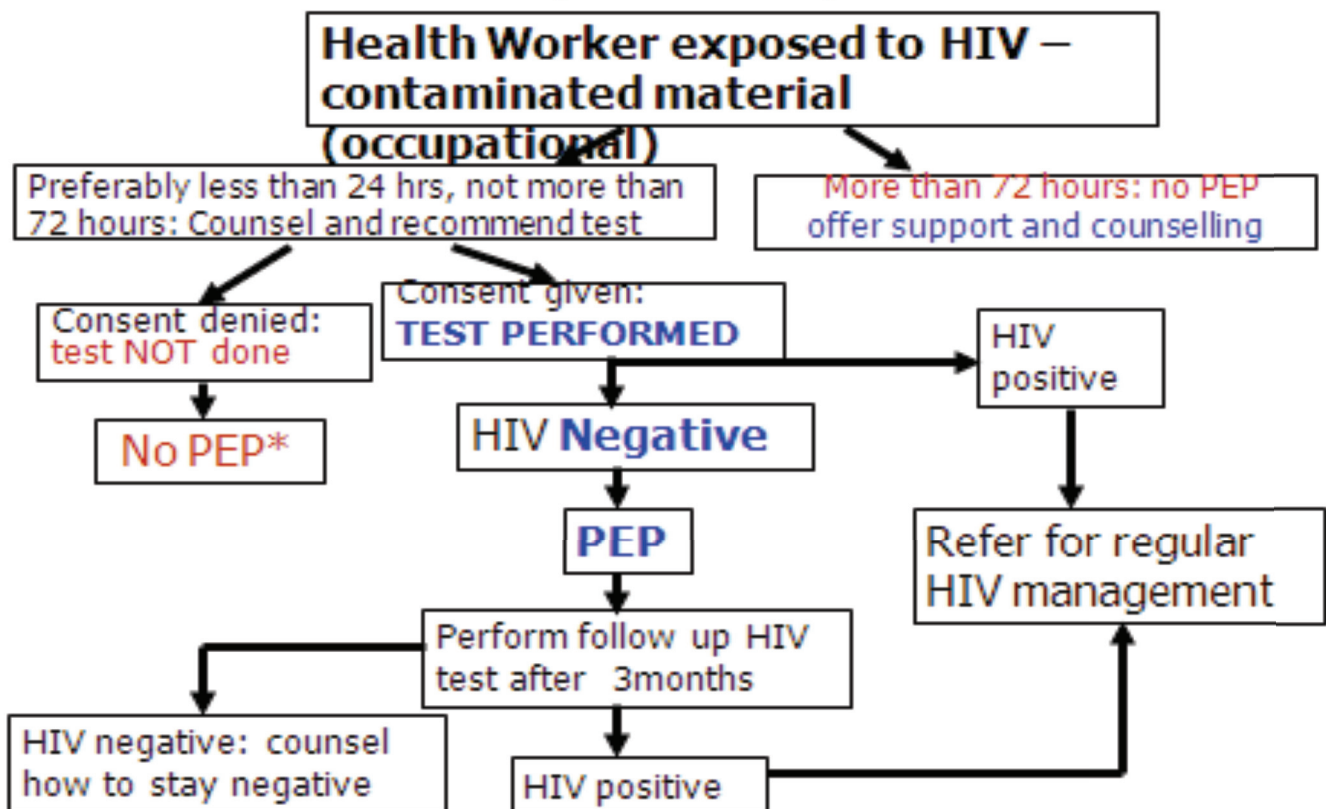 Health Worker exposed to HIV –
contaminated material
(occupational)
Preferably less than 24 hrs, not more than
72 hours: Counsel and recommend test
More than 72 hours: no PEP
offer support and counselling
Consent denied:
test NOT done
Consent given:
TEST PERFORMED
HIV
positive
No PEP*
HIV Negative
PEP
Refer for regular
HIV management
Perform follow up HIV
test after 3months
HIV negative: counsel
how to stay negative
HIV positive